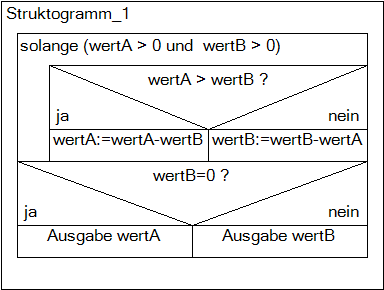 Struktogramm_1
solange (wertA > 0 und  wertB > 0)
wertA > wertB ?
ja nein
wertA:=wertA-wertB wertB:=wertB-wertA
wertB=0 ?
ja nein
Ausgabe wertA Ausgabe wertB